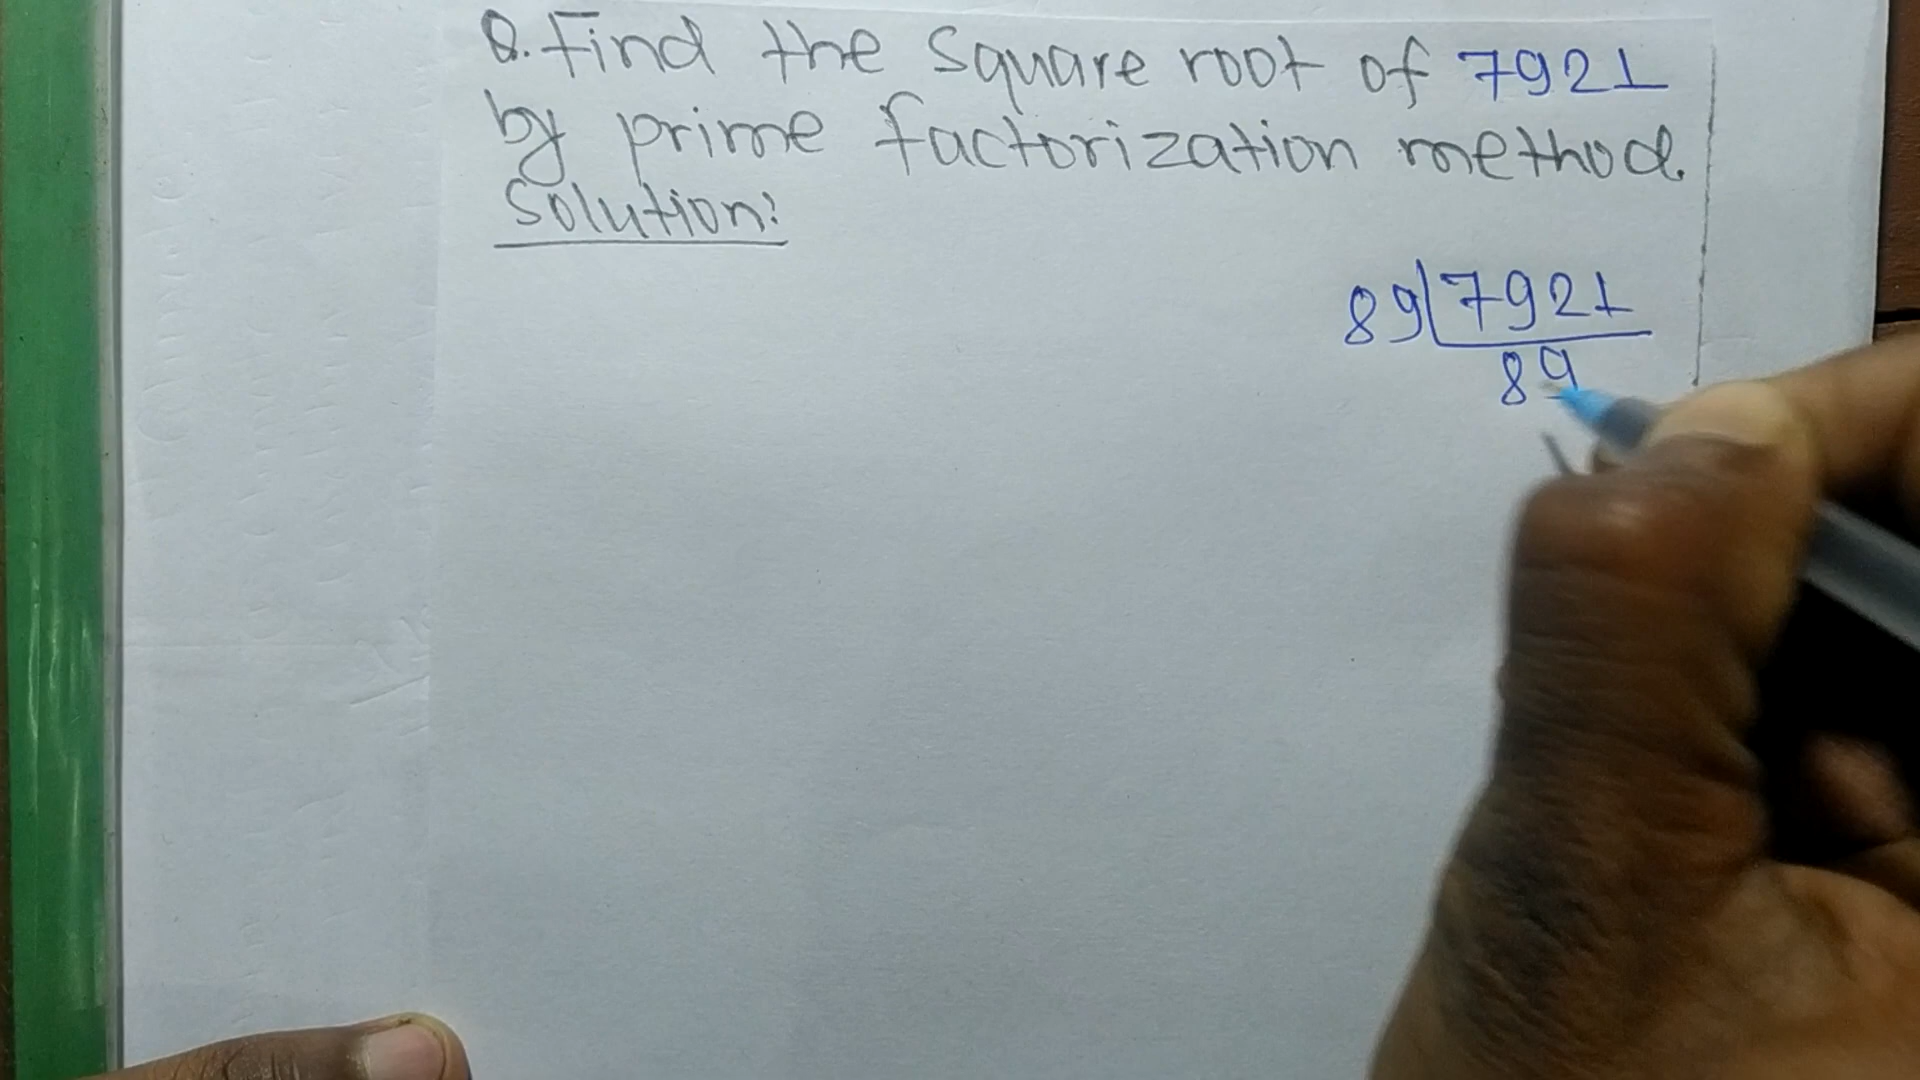 Q. Find the square root of 7921
by prime factorization method.
Solution:
89 7921
89